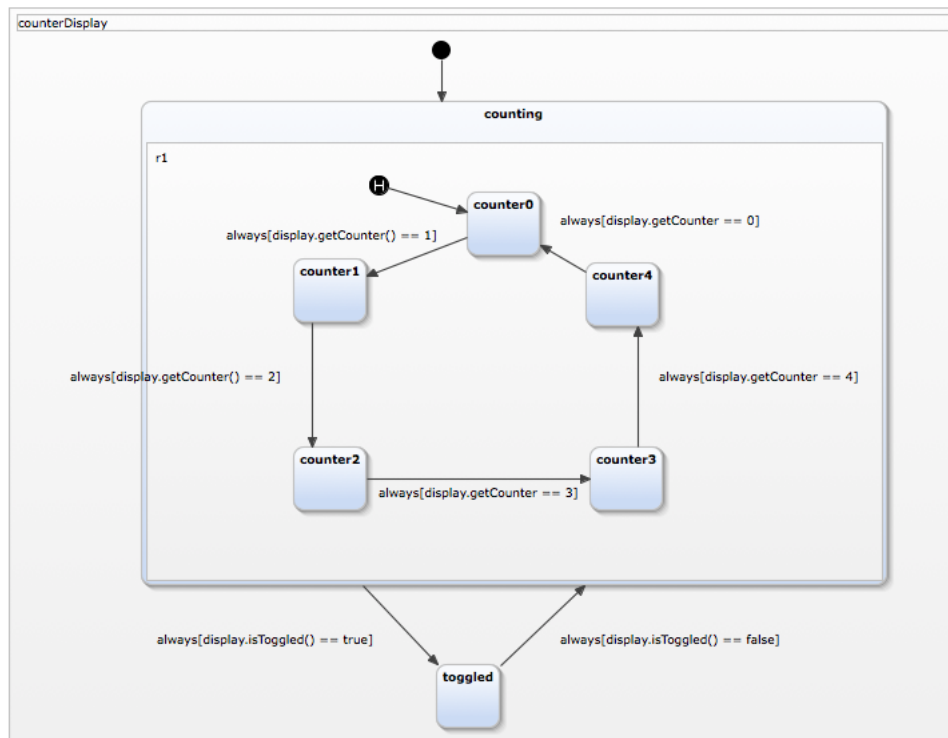 counterDisplay
counting
r1
H
counter0
always[display.getCounter == 0]
always[display.getCounter() == 1]
counter1
counter4
always[display.getCounter() == 2]
always[display.getCounter == 4]
counter2
counter3
always[display.getCounter == 3]
always[display.isToggled() == true]
always[display.isToggled() == false]
toggled